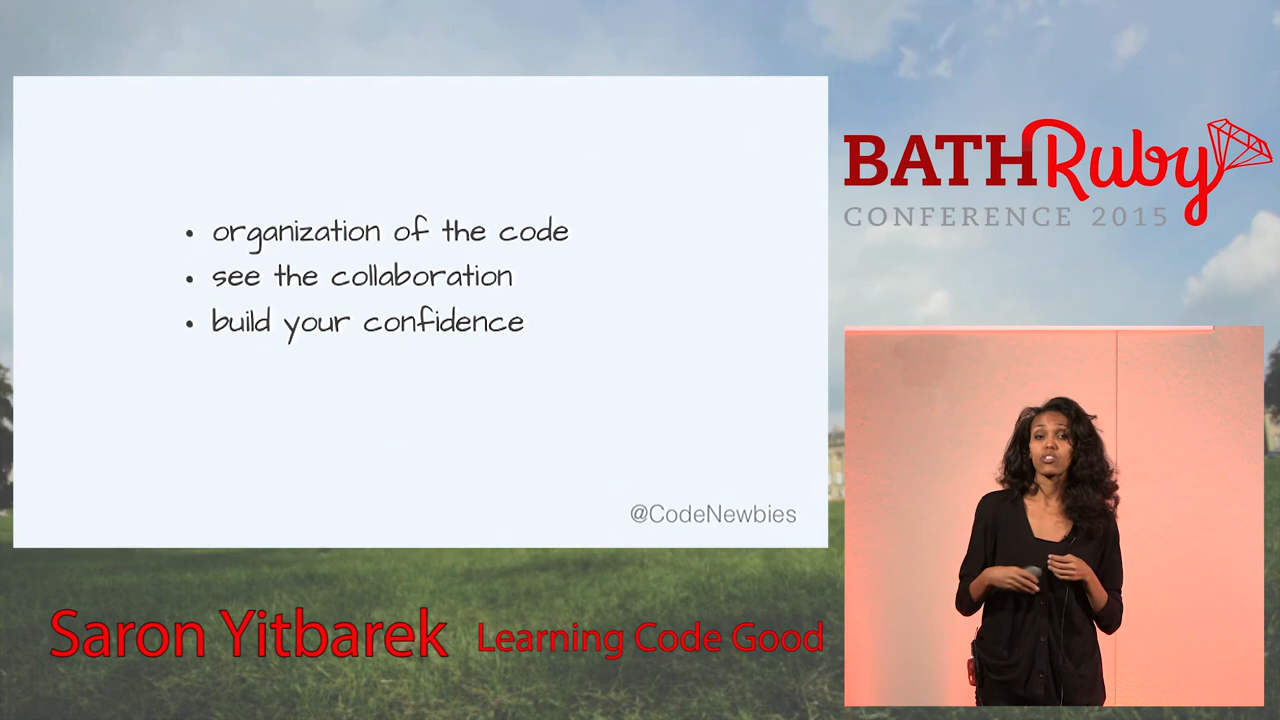 organization of the code
see the collaboration
build your confidence
@CodeNewbies
BATHRuby
CONFERENCE 2015
Saron Yitbarek
Learning Code Good